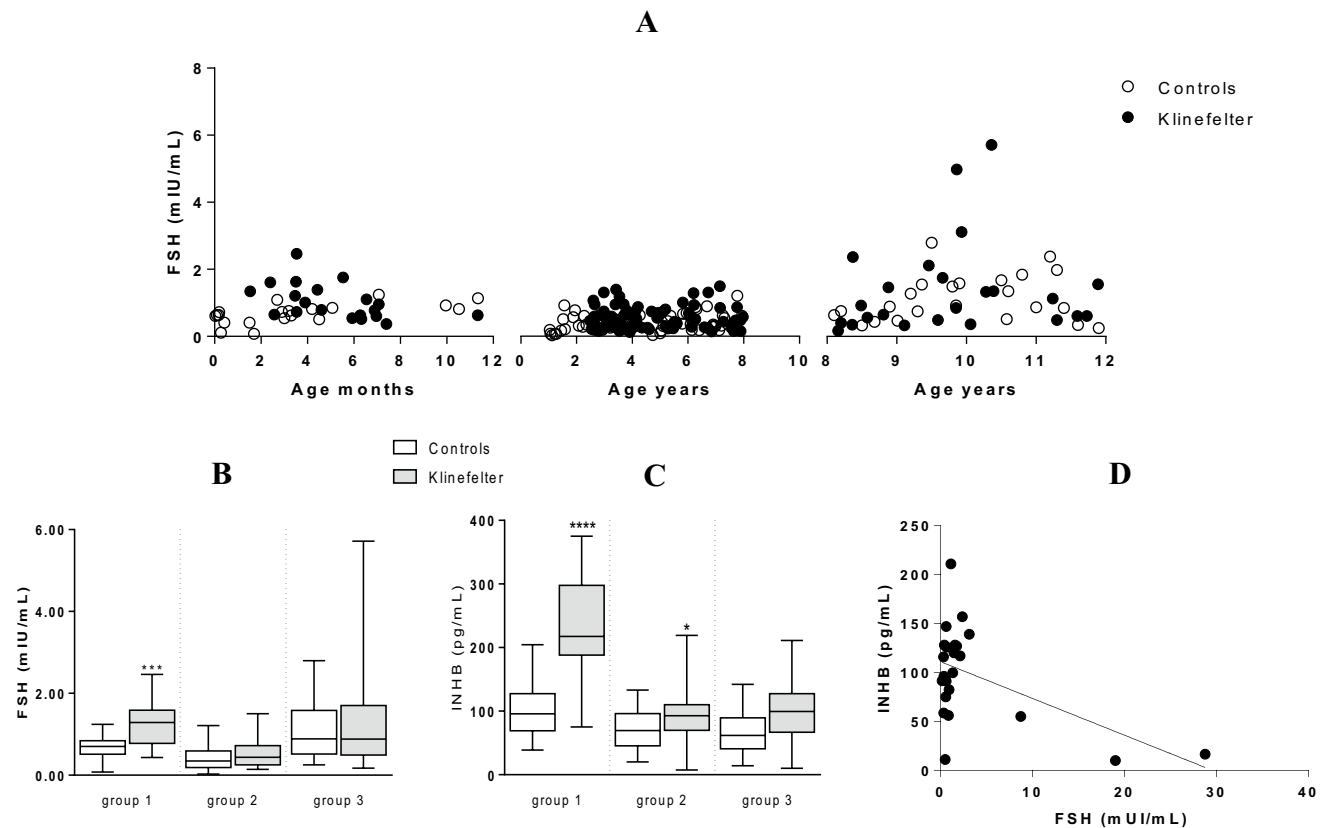 A
8
6
4
2
0
FSH (mIU/mL)
0 2 4 6 8 10 12
Age months
0 2 4 6 8 10
Age years
8 9 10 11 12
Age years
Controls
Klinefelter
Controls
Klinefelter
B
6.00
4.00
2.00
0.00
FSH (mIU/mL)
***
group 1 group 2 group 3
C
400
300
200
100
0
INHB (pg/mL)
****
*
group 1 group 2 group 3
D
250
200
150
100
50
0
INHB (pg/mL)
0 10 20 30 40
FSH (mUI/mL)